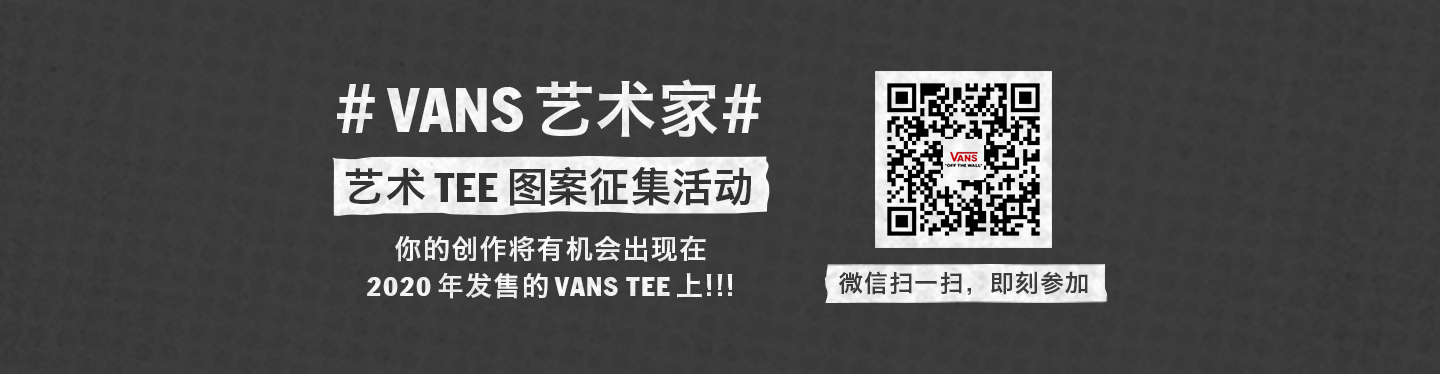 # VANS 艺术家#
艺术 TEE 图案征集活动
你的创作将有机会出现在
2020 年发售的 VANS TEE 上!!!
VANS
"OFF THE WALL"
微信扫一扫，即刻参加